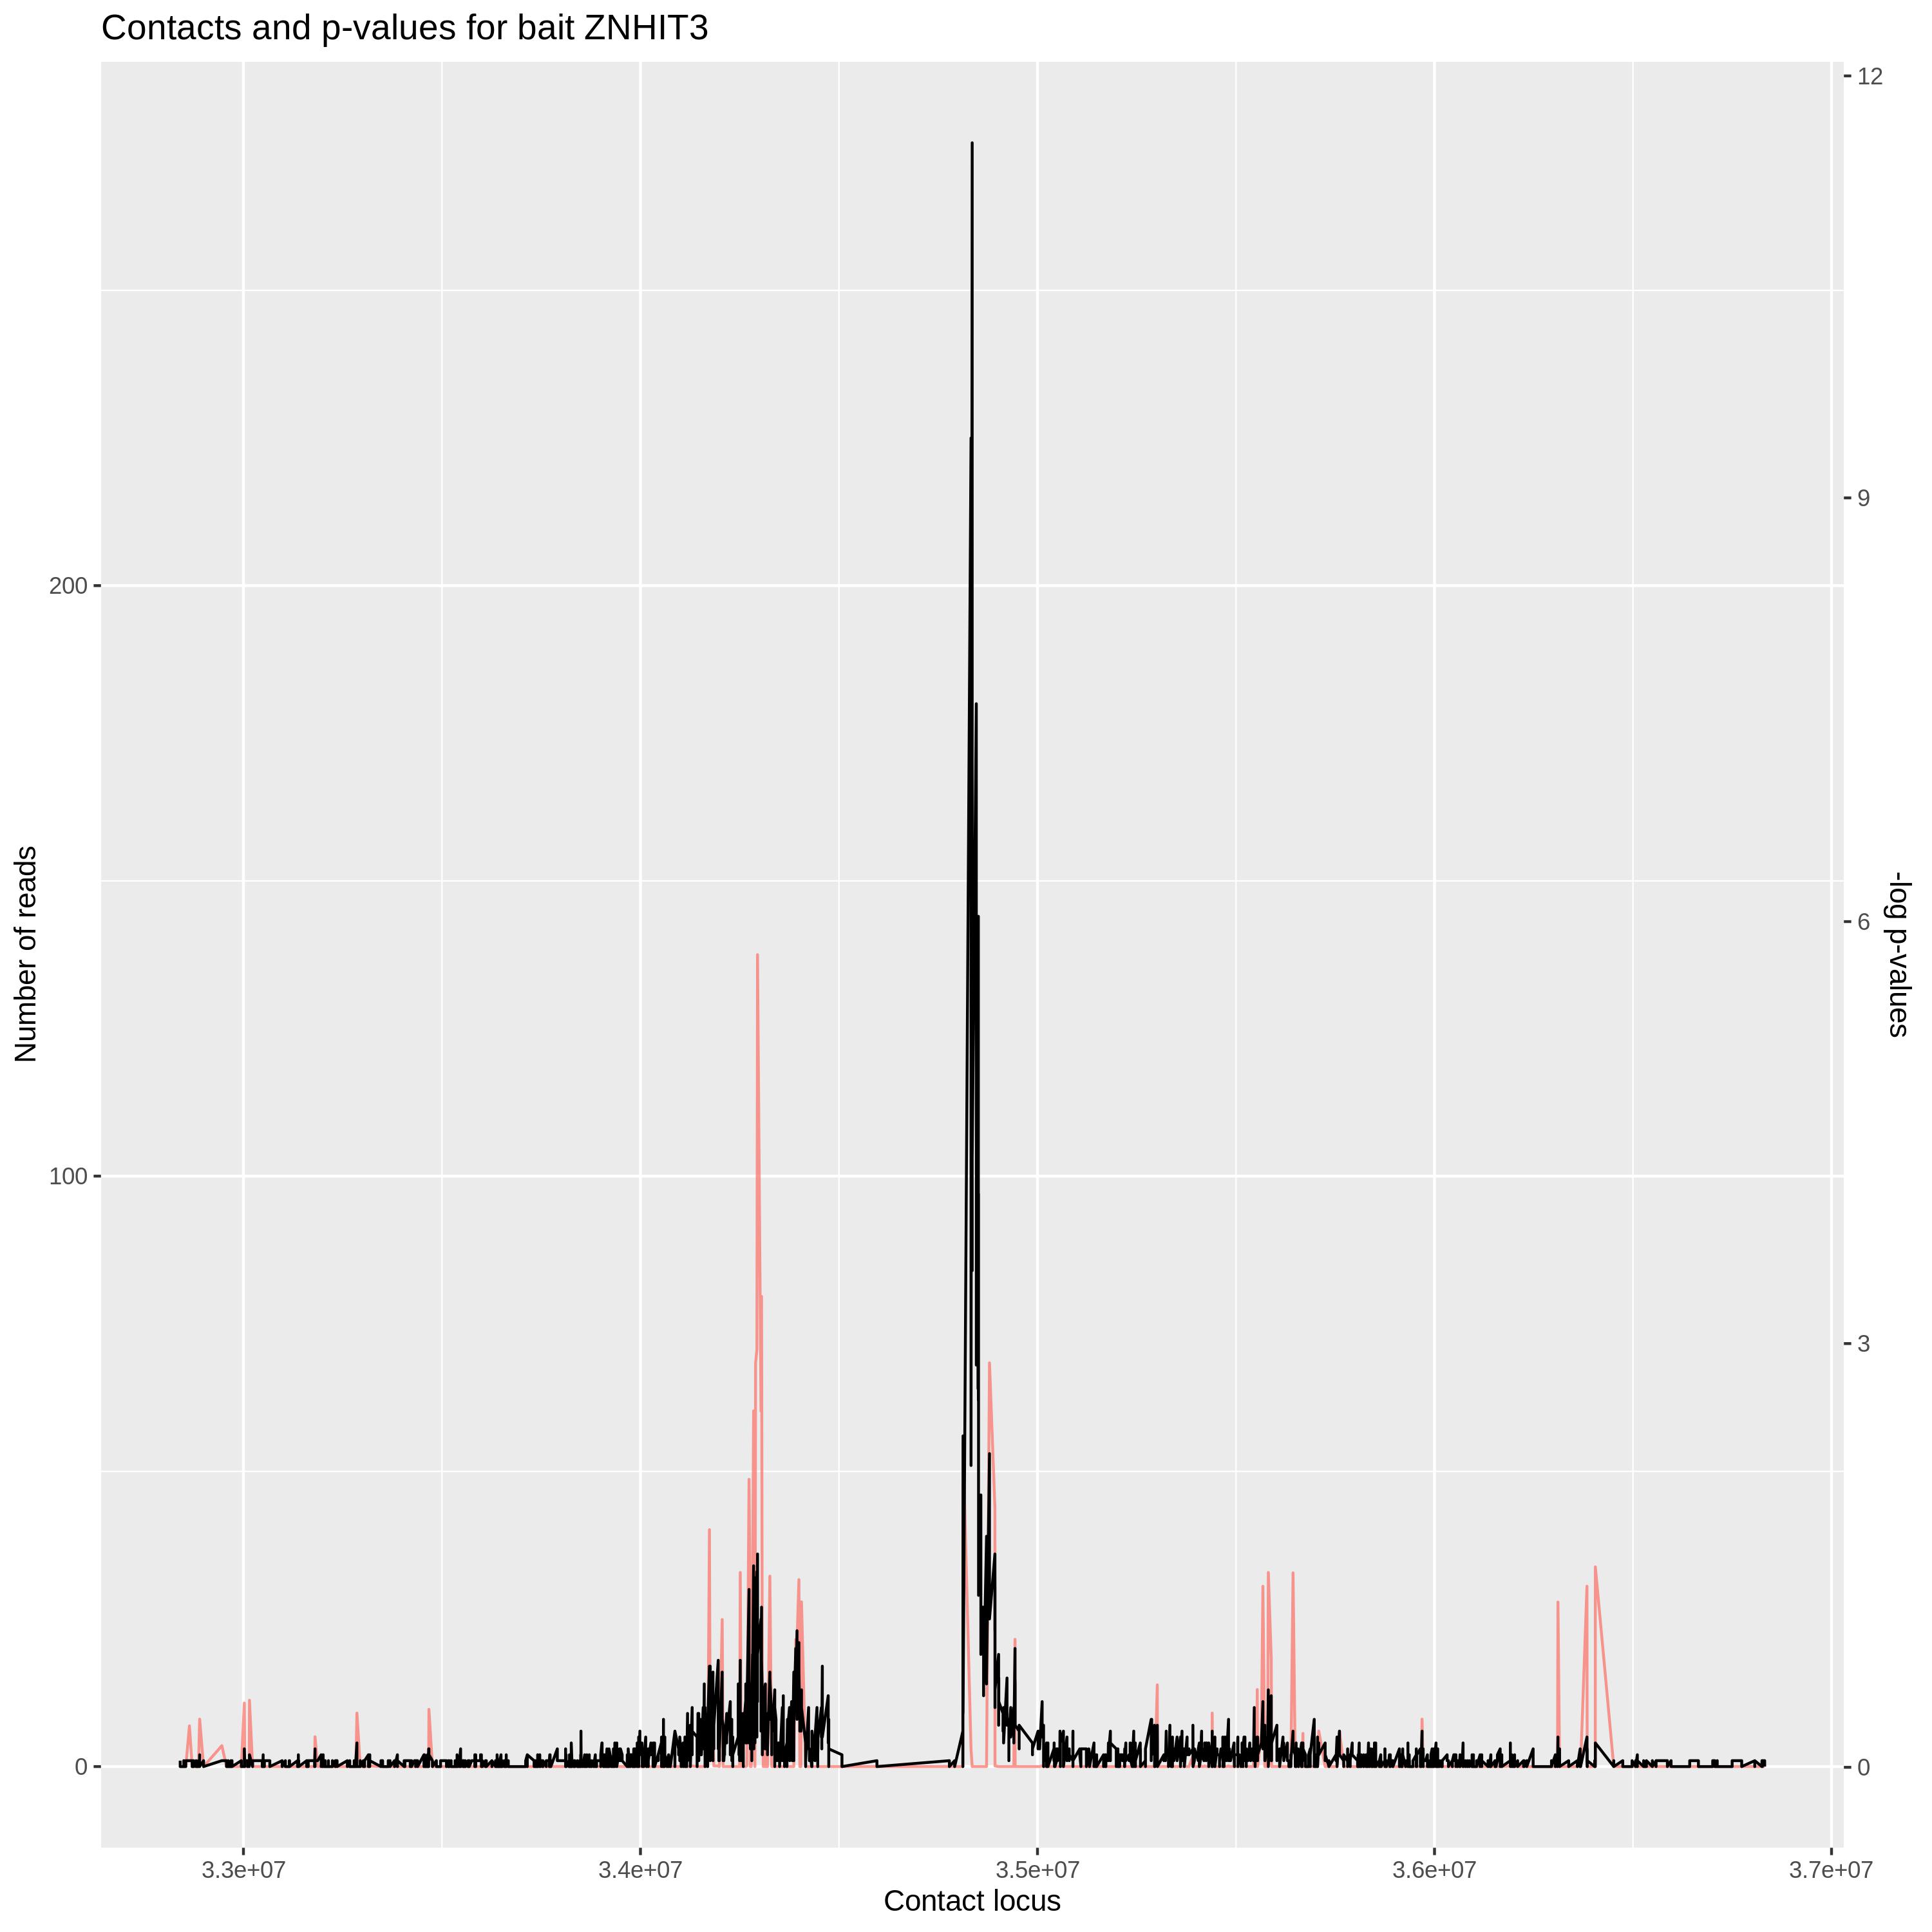 Contacts and p-values for bait ZNHIT3
Number of reads
200
100
0
12
9
6
3
0
-log p-values
3.3e+07 3.4e+07 3.5e+07 3.6e+07 3.7e+07
Contact locus